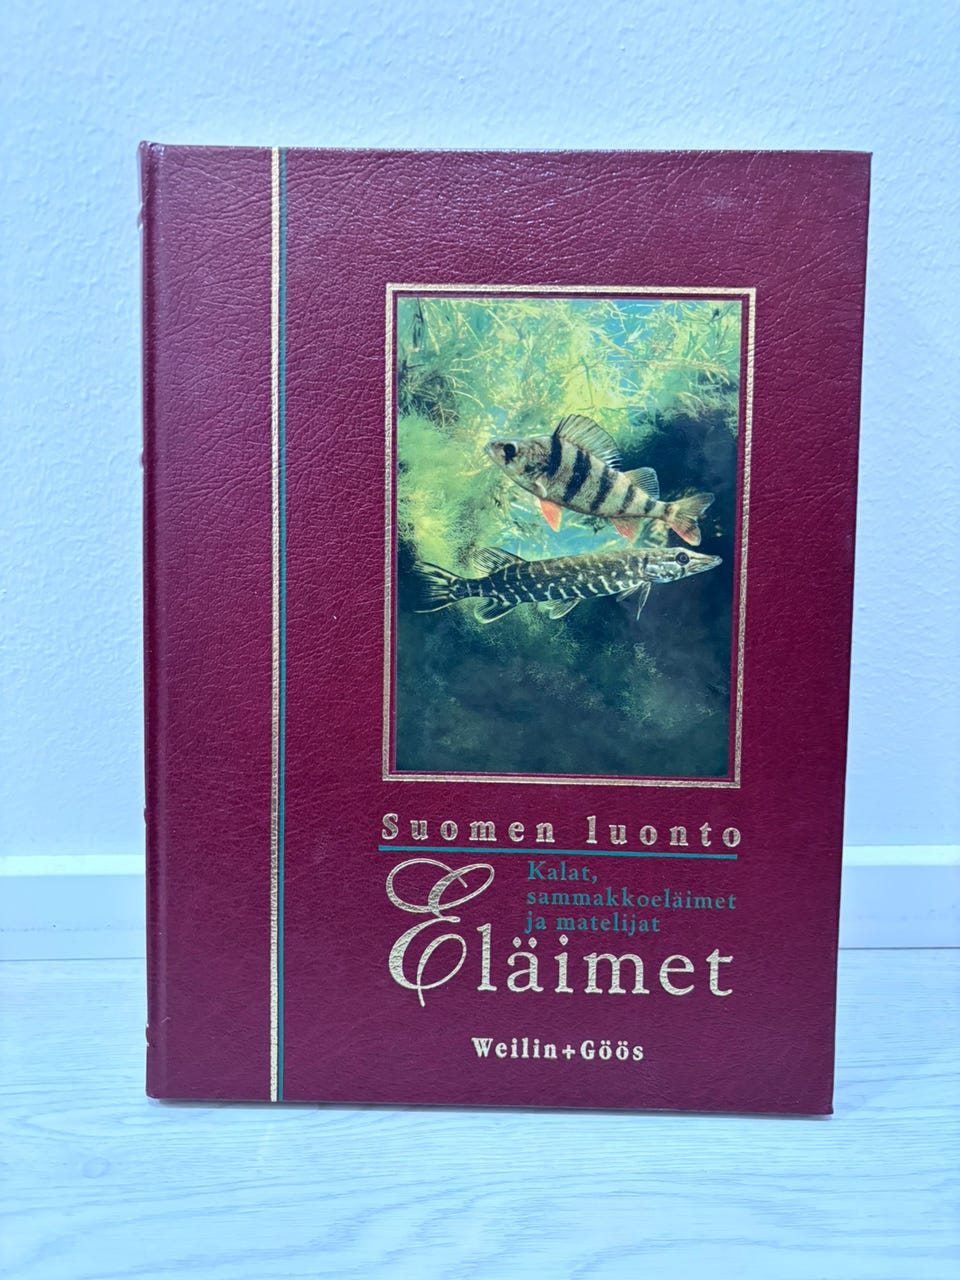 Suomen luonto
Kalat,
sammakkoeläimet
ja matelijat
Eläimet
Weilin+Göös